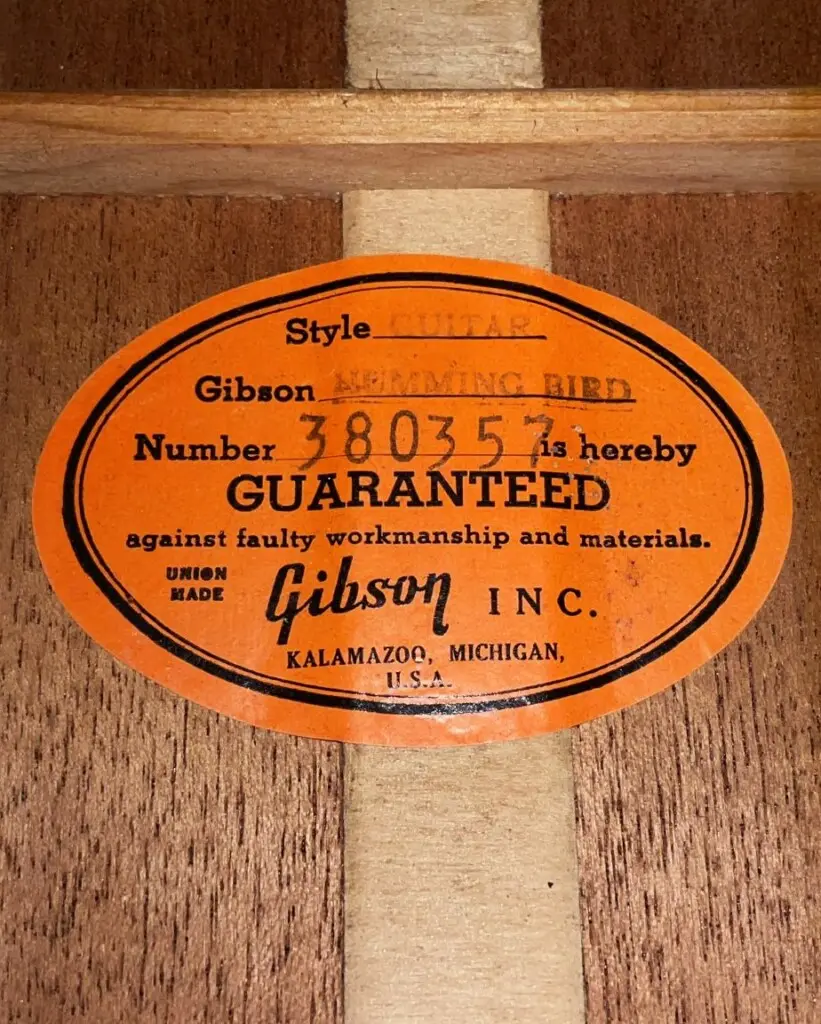 Style GUITAR
Gibson HUMMING BIRD
Number 380357 is hereby
GUARANTEED
against faulty workmanship and materials.
UNION
MADE
Gibson INC.
KALAMAZOO, MICHIGAN,
U.S.A.